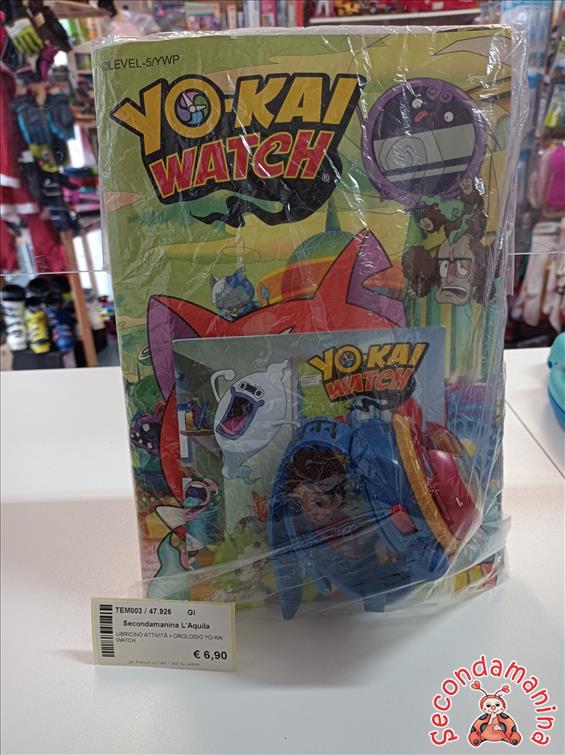 ©LEVEL-5/YWP
YO-KAI
WATCH®
YO-KAI
WATCH
TEM003 / 47.926 GI
Secondamanina L'Aquila
LIBRICINO ATTIVITÀ + OROLOGIO YO-KAI
WATCH
€ 6,90
Secondamanina
Secondamanina